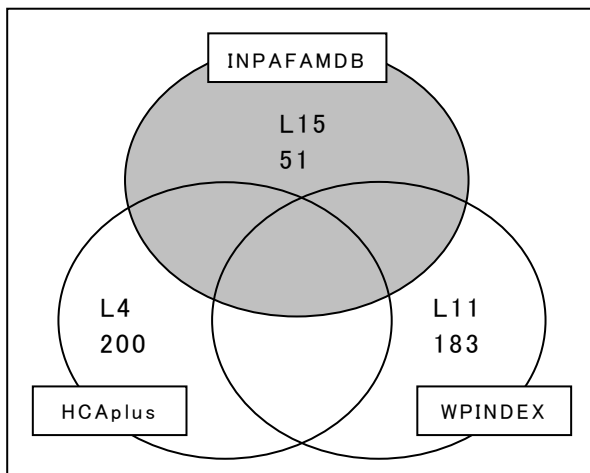 INPAFAMDB
L15
51
L4
200
L11
183
HCAplus
WPINDEX